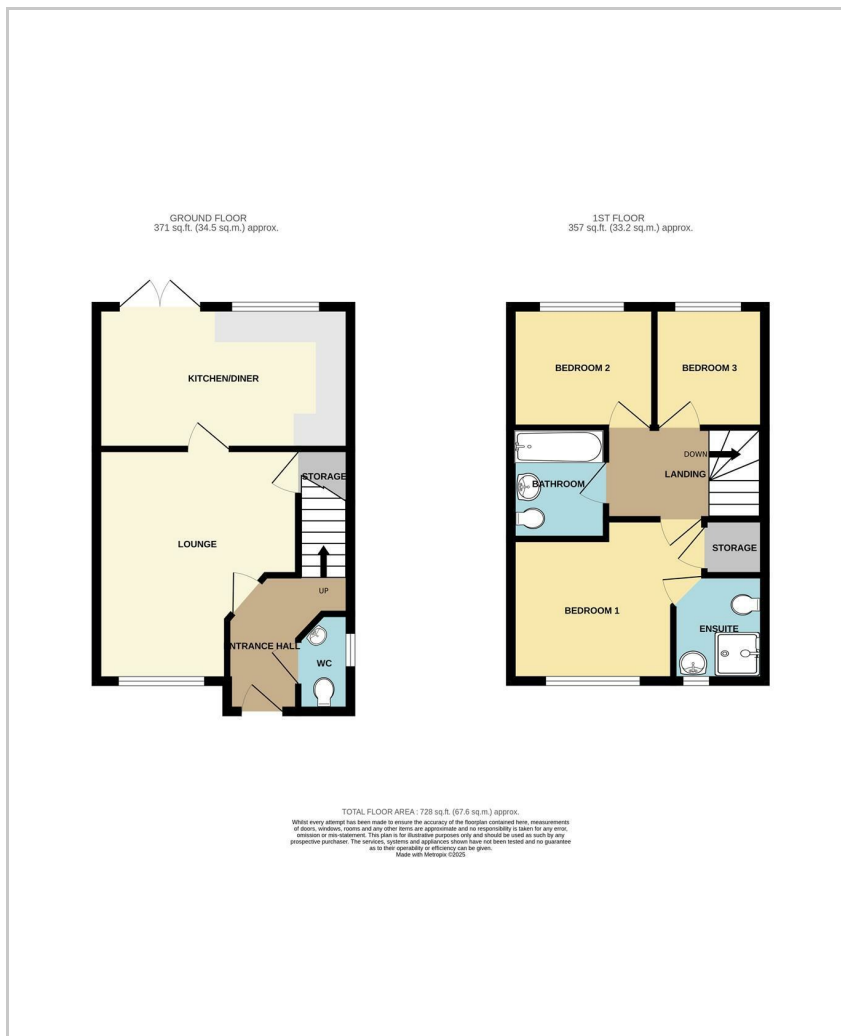 GROUND FLOOR
371 sq.ft. (34.5 sq.m.) approx.
1ST FLOOR
357 sq.ft. (33.2 sq.m.) approx.
KITCHEN/DINER
STORAGE
LOUNGE
UP
ENTRANCE HALL
WC
BEDROOM 2
BEDROOM 3
DOWN
LANDING
BATHROOM
STORAGE
BEDROOM 1
ENSUITE
TOTAL FLOOR AREA : 728 sq.ft. (67.6 sq.m.) approx.
Whilst every attempt has been made to ensure the accuracy of the floorplan contained here, measurements
of doors, windows, rooms and any other items are approximate and no responsibility is taken for any error,
omission or mis-statement. This plan is for illustrative purposes only and should be used as such by any
prospective purchaser. The services, systems and appliances shown have not been tested and no guarantee
as to their operability or efficiency can be given.
Made with Metropix ©2025